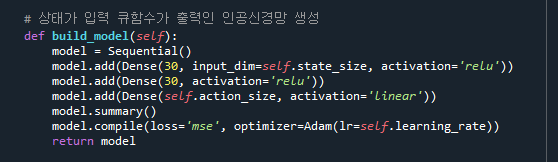 # 상태가 입력 큐함수가 출력인 인공신경망 생성
def build_model(self):
    model = Sequential()
    model.add(Dense(30, input_dim=self.state_size, activation='relu'))
    model.add(Dense(30, activation='relu'))
    model.add(Dense(self.action_size, activation='linear'))
    model.summary()
    model.compile(loss='mse', optimizer=Adam(lr=self.learning_rate))
    return model